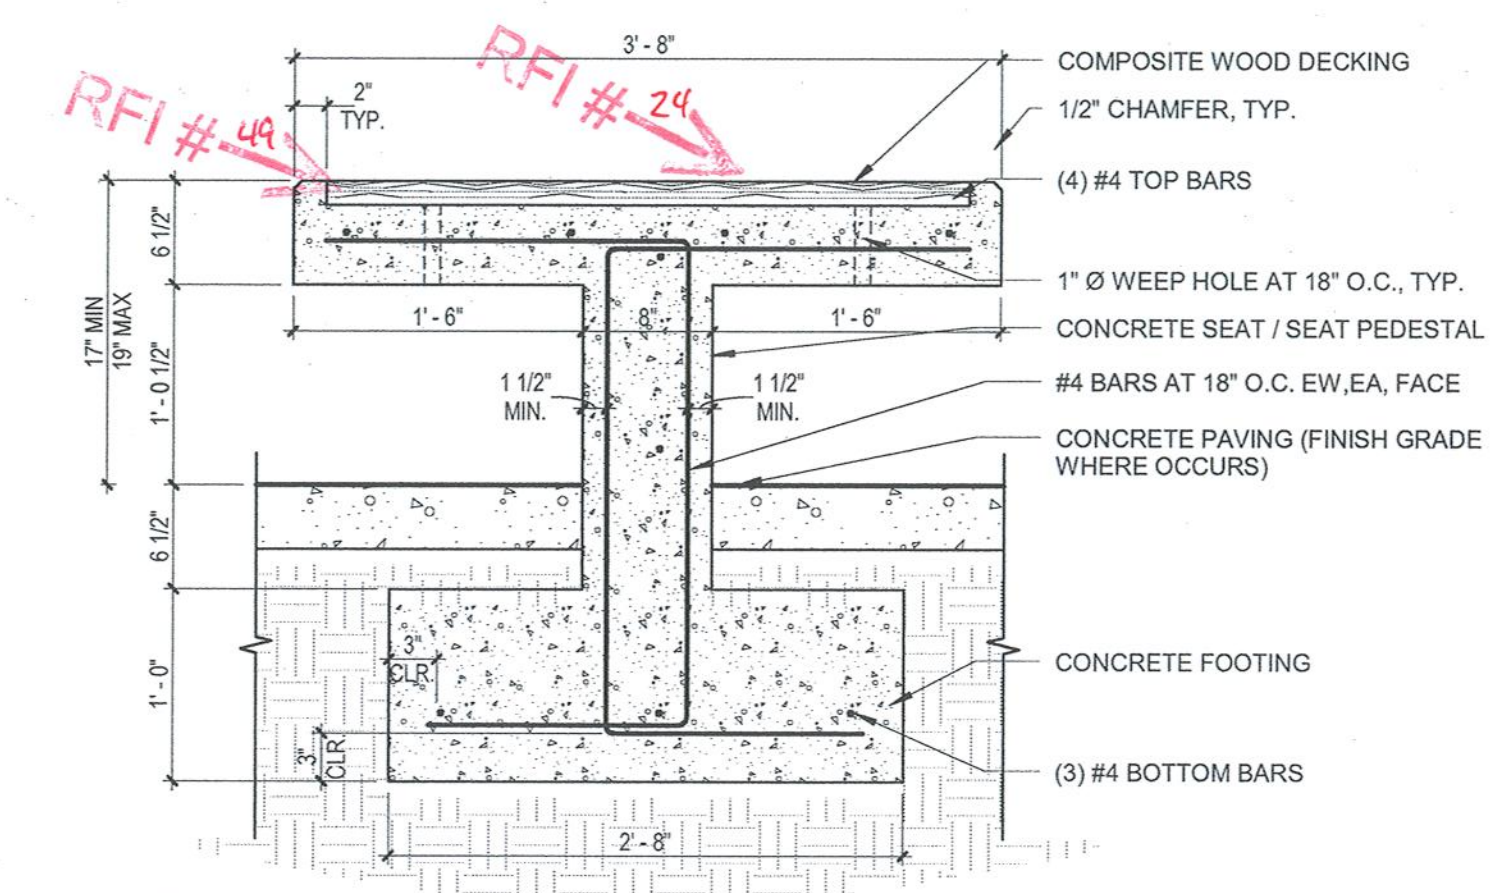 3' - 8"
RFI # 24
RFI # 49
2"
TYP.
COMPOSITE WOOD DECKING
1/2" CHAMFER, TYP.
(4) #4 TOP BARS
6 1/2"
1" Ø WEEP HOLE AT 18" O.C., TYP.
1' - 6"
8"
1' - 6"
CONCRETE SEAT / SEAT PEDESTAL
17" MIN
19" MAX
1' - 0 1/2"
1 1/2"
MIN.
1 1/2"
MIN.
#4 BARS AT 18" O.C. EW,EA, FACE
CONCRETE PAVING (FINISH GRADE
WHERE OCCURS)
6 1/2"
3"
CLR.
1' - 0"
CONCRETE FOOTING
3"
CLR.
(3) #4 BOTTOM BARS
2' - 8"